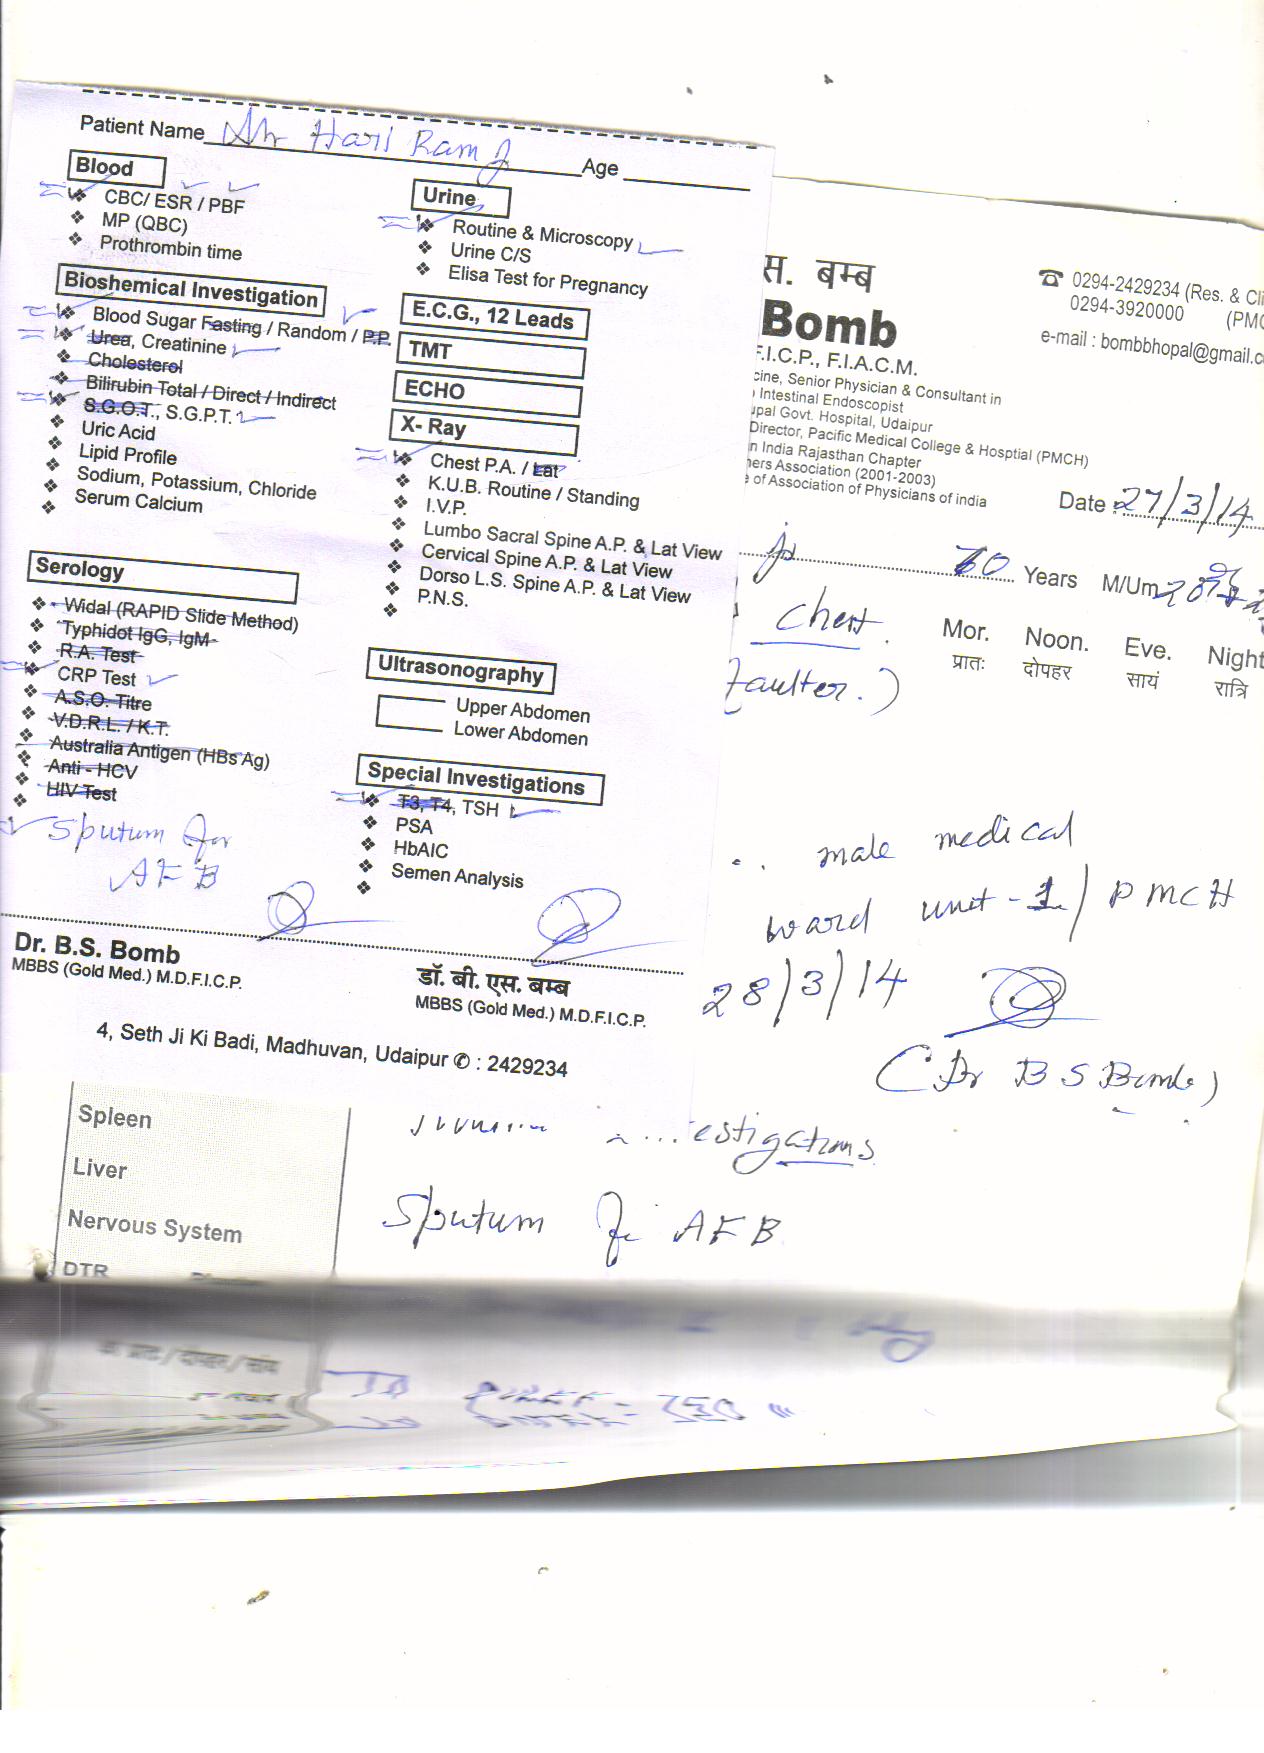 Patient Name Sh Hari Ram J Age
Blood
CBC/ ESR / PBF
MP (QBC)
Prothrombin time
Bioshemical Investigation
Blood Sugar Fasting / Random / P.P.
Urea, Creatinine
Cholesterol
Bilirubin Total / Direct / Indirect
S.G.O.T., S.G.P.T.
Uric Acid
Lipid Profile
Sodium, Potassium, Chloride
Serum Calcium
Serology
Widal (RAPID Slide Method)
Typhidot IgG, IgM
R.A. Test
CRP Test
A.S.O. Titre
V.D.R.L. / K.T.
Australia Antigen (HBs Ag)
Anti - HCV
HIV Test
Sputum for
AFB
Urine
Routine & Microscopy
Urine C/S
Elisa Test for Pregnancy
E.C.G., 12 Leads
TMT
ECHO
X- Ray
Chest P.A. / Lat
K.U.B. Routine / Standing
I.V.P.
Lumbo Sacral Spine A.P. & Lat View
Cervical Spine A.P. & Lat View
Dorso L.S. Spine A.P. & Lat View
P.N.S.
Ultrasonography
Upper Abdomen
Lower Abdomen
Special Investigations
T3, T4, TSH
PSA
HbAIC
Semen Analysis
Dr. B.S. Bomb
MBBS (Gold Med.) M.D.F.I.C.P.
डॉ. बी. एस. बम्ब
MBBS (Gold Med.) M.D.F.I.C.P.
4, Seth Ji Ki Badi, Madhuvan, Udaipur ✆ : 2429234
स. बम्ब
Bomb
F.I.C.P., F.I.A.C.M.
cine, Senior Physician & Consultant in
Intestinal Endoscopist
upal Govt. Hospital, Udaipur
Director, Pacific Medical College & Hosptial (PMCH)
n India Rajasthan Chapter
ners Association (2001-2003)
e of Association of Physicians of india
☎ 0294-2429234 (Res. & Cli
0294-3920000 (PMC
e-mail : bombbhopal@gmail.c
Date : 27/3/14
60 Years M/
Chest.
Mor. Noon. Eve. Night
प्रातः दोपहर सायं रात्रि
faulter.)
male medical
ward unit - 1 / PMCH
28/3/14
(Dr B S Bomb)
estigations
Sputum for AFB
Spleen
Liver
Nervous System
DTR